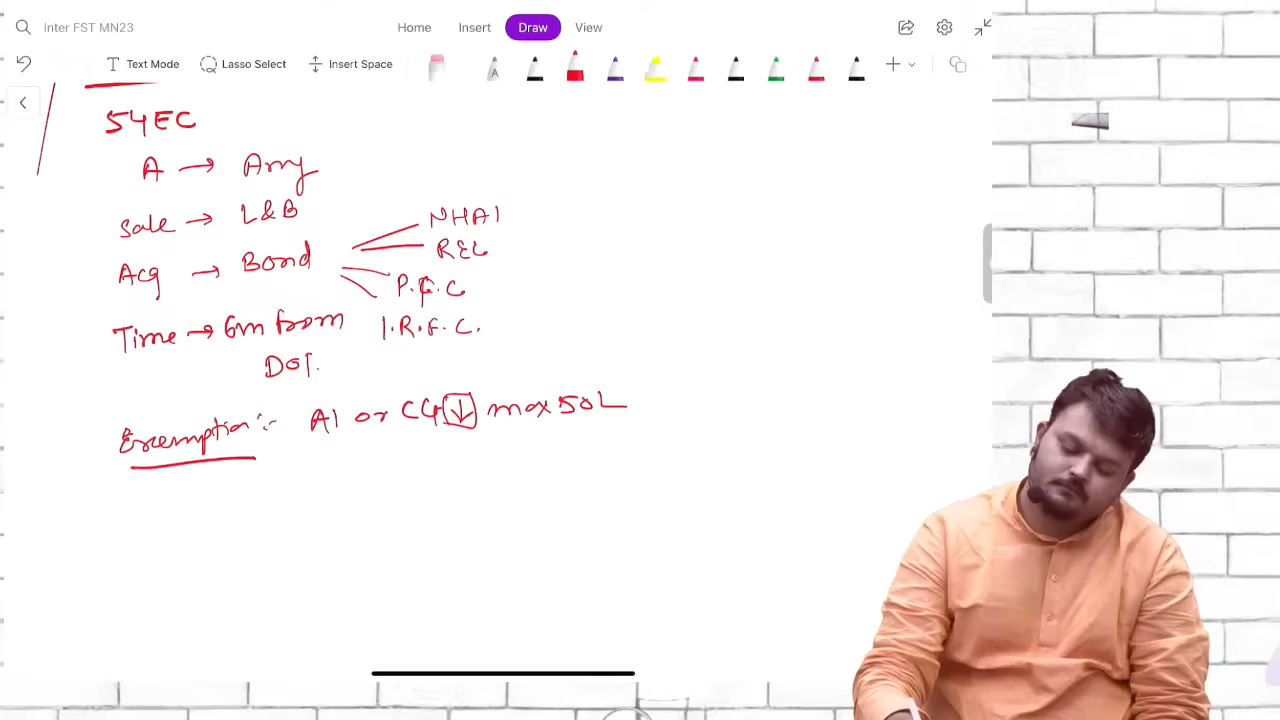 Inter FST MN23
Home Insert Draw View
Text Mode Lasso Select Insert Space
54EC
A → Any
Sale → L&B
Acq → Bond
NHAI
REC
P.F.C
I.R.F.C.
Time → 6m from
DOT.
Exemption :- AI or CG ↓ max 50L